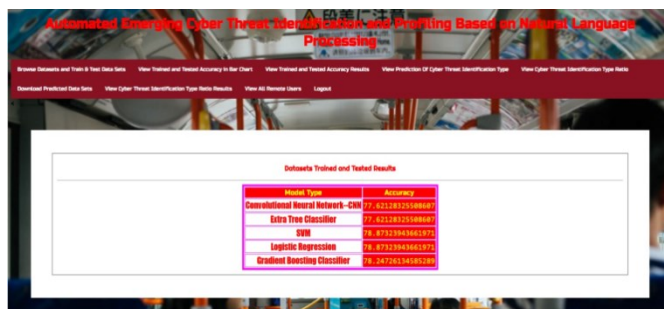 Automated Emerging Cyber Threat Identification and Profiling Based on Natural Language
Processing
Browse Datasets and Train & Test Data Sets View Trained and Tested Accuracy in Bar Chart View Trained and Tested Accuracy Results View Prediction Of Cyber Threat Identification Type View Cyber Threat Identification Type Ratio
Download Predicted Data Sets View Cyber Threat Identification Type Ratio Results View All Remote Users Logout
Datasets Trained and Tested Results
Model Type Accuracy
Convolutional Neural Network--CNN 77.62128325508607
Extra Tree Classifier 77.62128325508607
SVM 78.87323943661971
Logistic Regression 78.87323943661971
Gradient Boosting Classifier 78.24726134585289